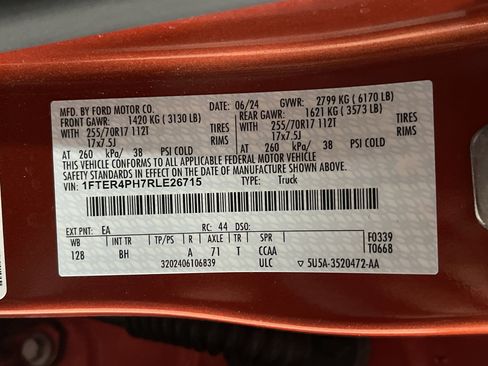 MFD. BY FORD MOTOR CO. 06/24 GVWR: 2799 KG ( 6170 LB)
FRONT GAWR: 1420 KG ( 3130 LB) REAR GAWR: 1621 KG ( 3573 LB)
WITH 255/70R17 112T TIRES WITH 255/70R17 112T TIRES
17x7.5J RIMS 17x7.5J RIMS
AT 260 kPa/ 38 PSI COLD AT 260 kPa/ 38 PSI COLD
THIS VEHICLE CONFORMS TO ALL APPLICABLE FEDERAL MOTOR VEHICLE
SAFETY STANDARDS IN EFFECT ON THE DATE OF MANUFACTURE SHOWN ABOVE.
VIN: 1FTER4PH7RLE26715 TYPE: Truck
EXT PNT: EA RC: 44 DSO: F0339
WB INT TR TP/PS R AXLE TR SPR T0668
128 BH A 71 T CCAA
3202406106839 ULC ▽ 5U5A-3520472-AA